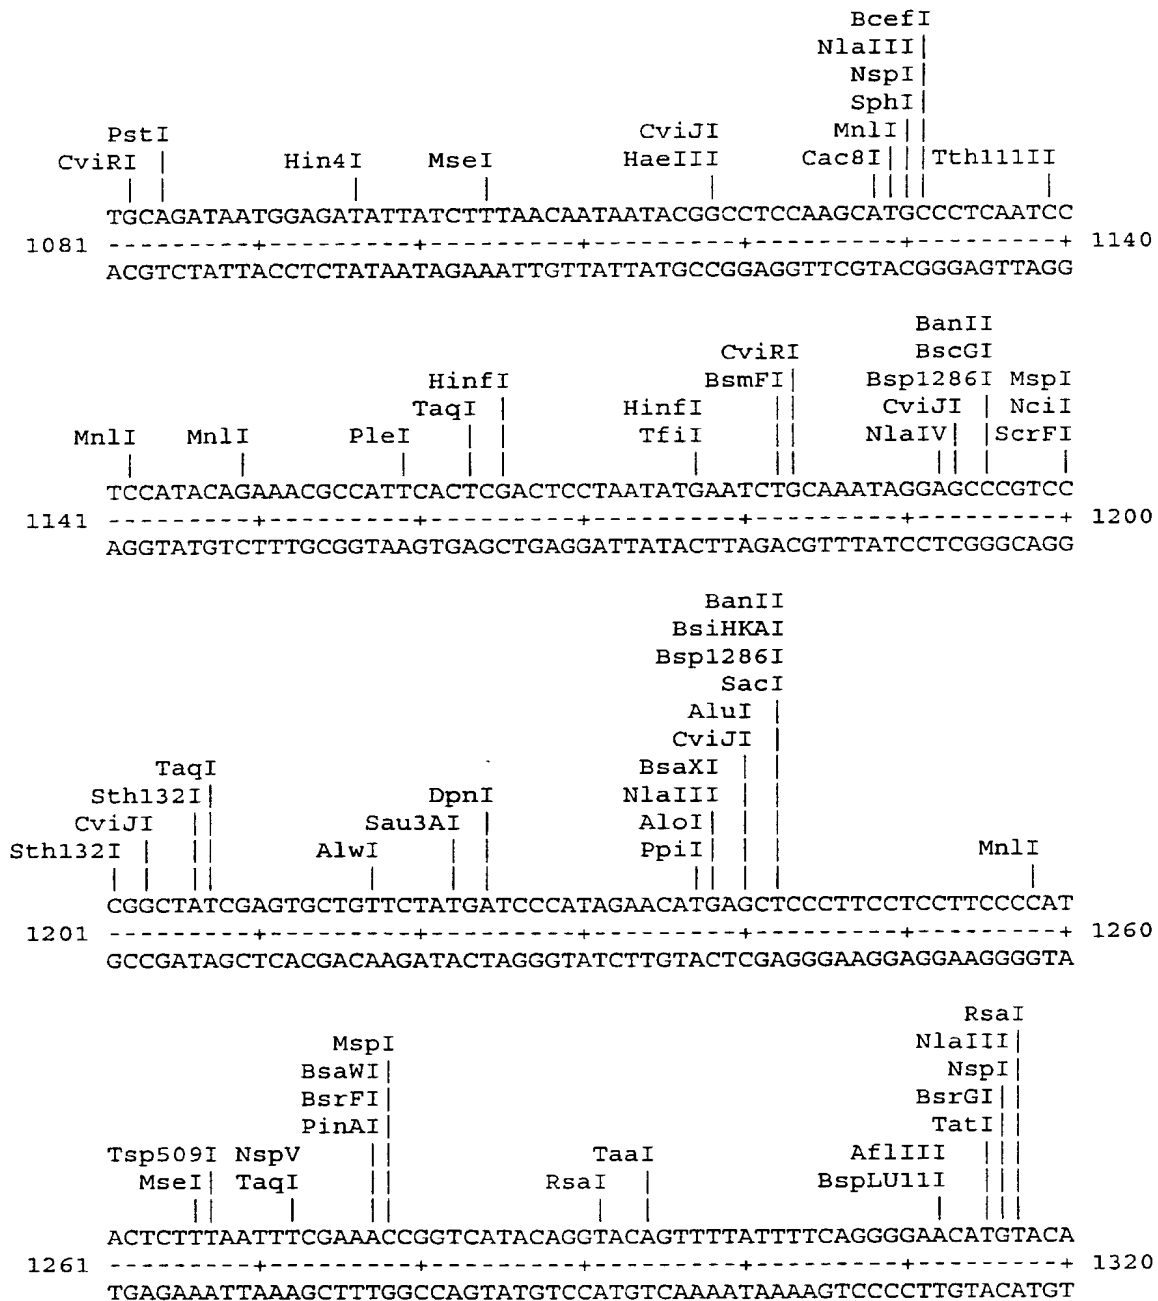 BcefI
NlaIII
NspI
SphI
PstI CviJI MnlI
CviRI Hin4I MseI HaeIII Cac8I Tth111II
TGCAGATAATGGAGATATTATCTTTAACAATAATACGGCCTCCAAGCATGCCCTCAATCC
1081 ---------+---------+---------+---------+---------+---------+ 1140
ACGTCTATTACCTCTATAATAGAAATTGTTATTATGCCGGAGGTTCGTACGGGAGTTAGG
BanII
CviRI BscGI
HinfI BsmFI Bsp1286I MspI
TaqI HinfI CviJI NciI
MnlI MnlI PleI TfiI NlaIV ScrFI
TCCATACAGAAACGCCATTCACTCGACTCCTAATATGAATCTGCAAATAGGAGCCCGTCC
1141 ---------+---------+---------+---------+---------+---------+ 1200
AGGTATGTCTTTGCGGTAAGTGAGCTGAGGATTATACTTAGACGTTTATCCTCGGGCAGG
BanII
BsiHKAI
Bsp1286I
SacI
AluI
CviJI
TaqI BsaXI
Sth132I DpnI NlaIII
CviJI Sau3AI AloI
Sth132I AlwI PpiI MnlI
CGGCTATCGAGTGCTGTTCTATGATCCCATAGAACATGAGCTCCCTTCCTCCTTCCCCAT
1201 ---------+---------+---------+---------+---------+---------+ 1260
GCCGATAGCTCACGACAAGATACTAGGGTATCTTGTACTCGAGGGAAGGAGGAAGGGGTA
RsaI
MspI NlaIII
BsaWI NspI
BsrFI BsrGI
PinAI TatI
Tsp509I NspV TaaI AflIII
MseI TaqI RsaI BspLU11I
ACTCTTTAATTTCGAAACCGGTCATACAGGTACAGTTTTATTTTCAGGGGAACATGTACA
1261 ---------+---------+---------+---------+---------+---------+ 1320
TGAGAAATTAAAGCTTTGGCCAGTATGTCCATGTCAAAATAAAAGTCCCCTTGTACATGT